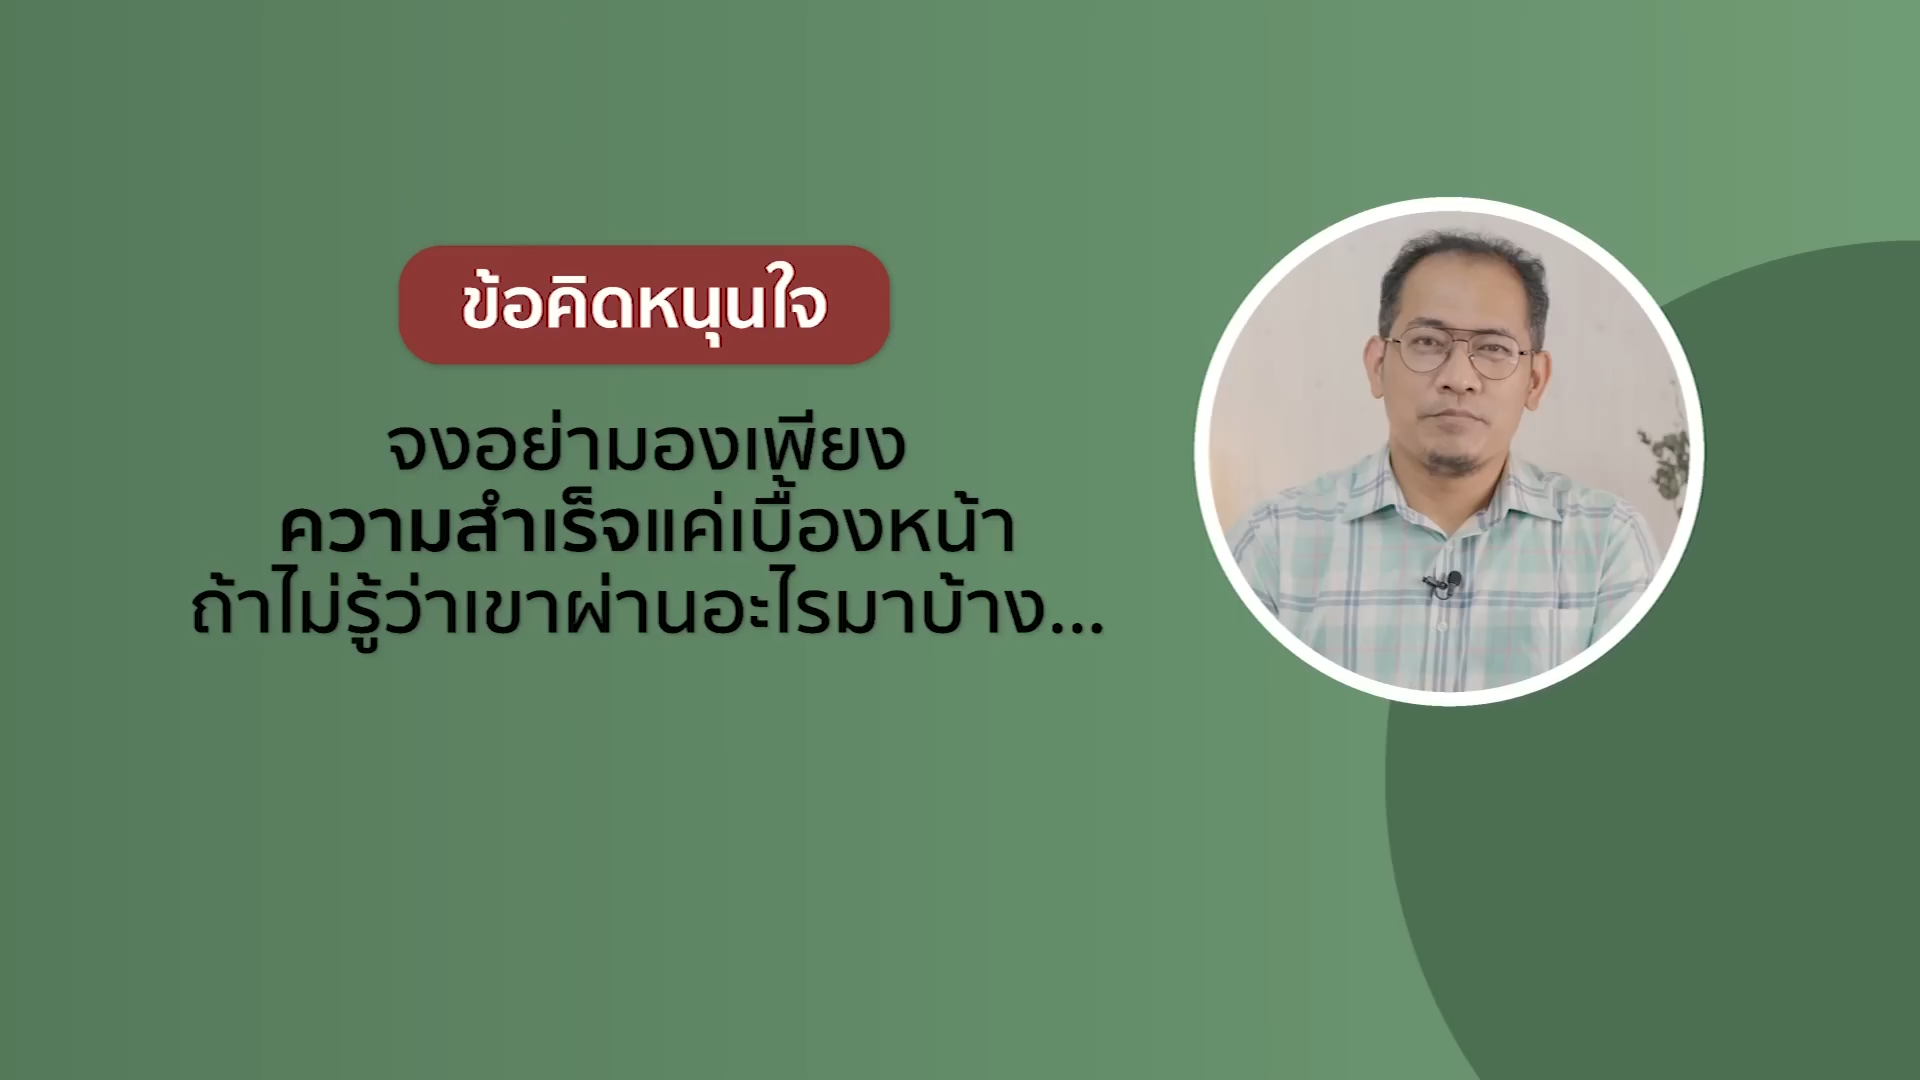 ข้อคิดหนุนใจ
จงอย่ามองเพียง
ความสำเร็จแค่เบื้องหน้า
ถ้าไม่รู้ว่าเขาผ่านอะไรมาบ้าง...